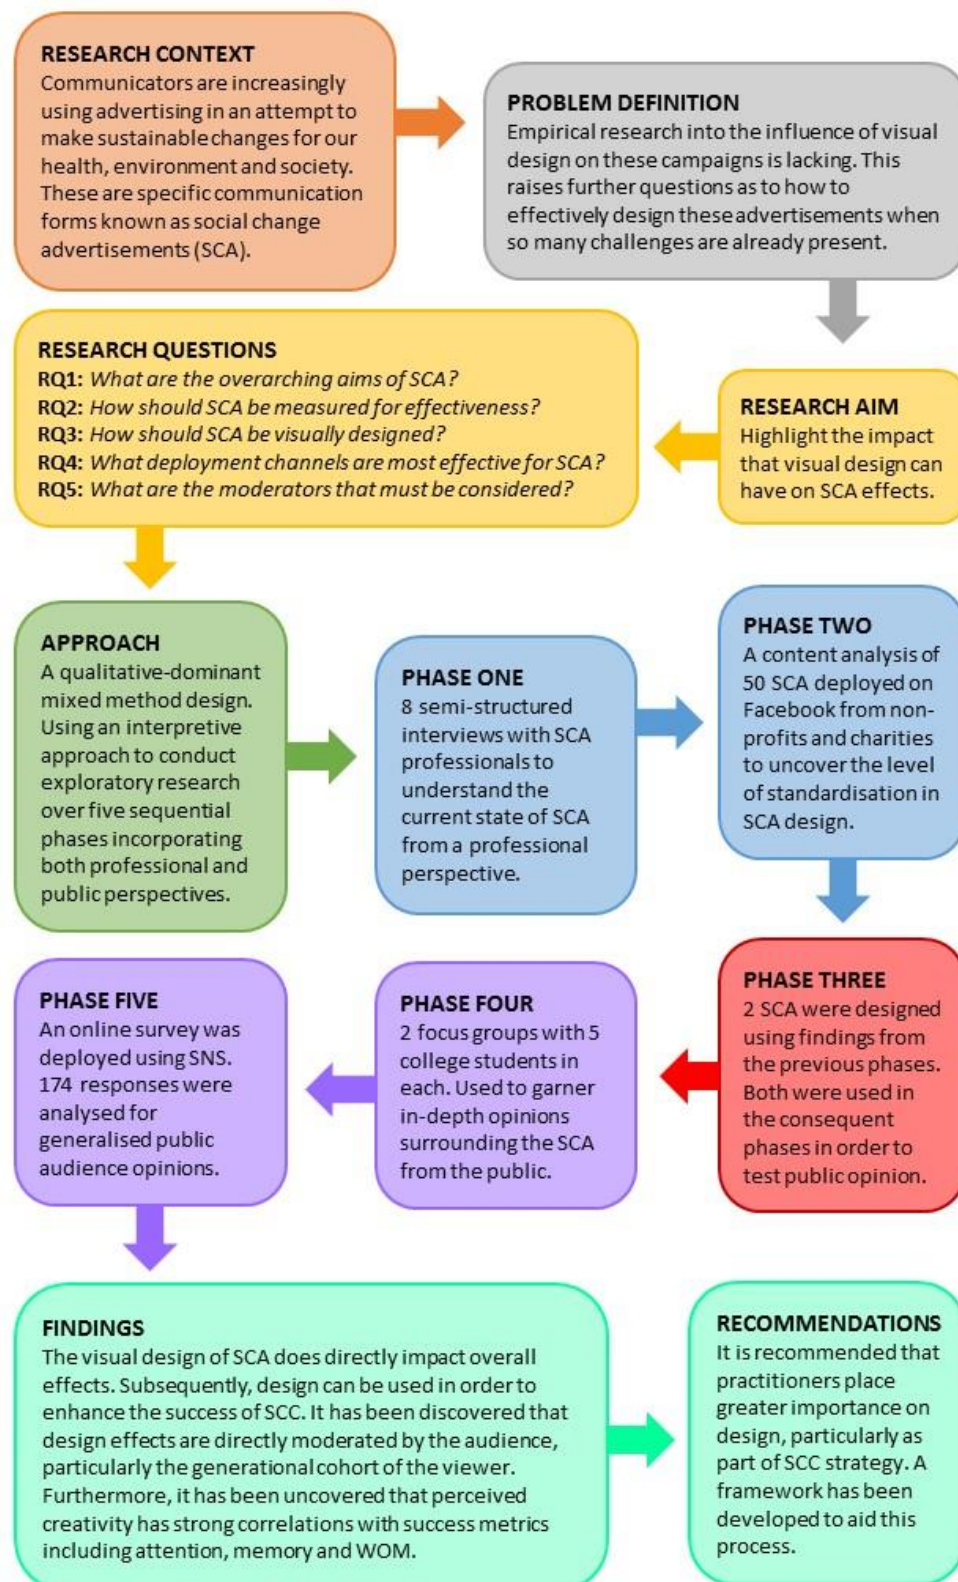 RESEARCH CONTEXT
Communicators are increasingly
using advertising in an attempt to
make sustainable changes for our
health, environment and society.
These are specific communication
forms known as social change
advertisements (SCA).
PROBLEM DEFINITION
Empirical research into the influence of visual
design on these campaigns is lacking. This
raises further questions as to how to
effectively design these advertisements when
so many challenges are already present.
RESEARCH AIM
Highlight the impact
that visual design can
have on SCA effects.
RESEARCH QUESTIONS
RQ1: What are the overarching aims of SCA?
RQ2: How should SCA be measured for effectiveness?
RQ3: How should SCA be visually designed?
RQ4: What deployment channels are most effective for SCA?
RQ5: What are the moderators that must be considered?
APPROACH
A qualitative-dominant
mixed method design.
Using an interpretive
approach to conduct
exploratory research
over five sequential
phases incorporating
both professional and
public perspectives.
PHASE ONE
8 semi-structured
interviews with SCA
professionals to
understand the
current state of SCA
from a professional
perspective.
PHASE TWO
A content analysis of
50 SCA deployed on
Facebook from non-
profits and charities
to uncover the level
of standardisation in
SCA design.
PHASE THREE
2 SCA were designed
using findings from
the previous phases.
Both were used in
the consequent
phases in order to
test public opinion.
PHASE FOUR
2 focus groups with 5
college students in
each. Used to garner
in-depth opinions
surrounding the SCA
from the public.
PHASE FIVE
An online survey was
deployed using SNS.
174 responses were
analysed for
generalised public
audience opinions.
FINDINGS
The visual design of SCA does directly impact overall
effects. Subsequently, design can be used in order to
enhance the success of SCC. It has been discovered that
design effects are directly moderated by the audience,
particularly the generational cohort of the viewer.
Furthermore, it has been uncovered that perceived
creativity has strong correlations with success metrics
including attention, memory and WOM.
RECOMMENDATIONS
It is recommended that
practitioners place
greater importance on
design, particularly as
part of SCC strategy. A
framework has been
developed to aid this
process.